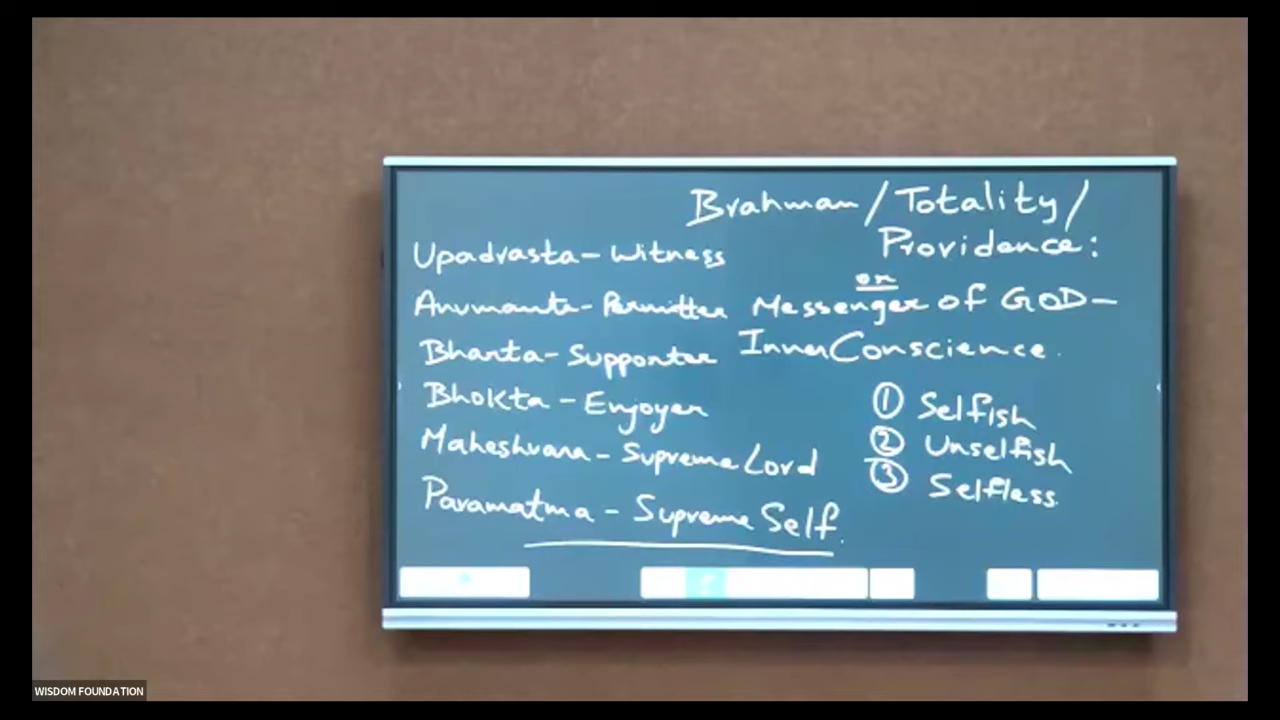 Brahman/Totality/
Providence:
Upadrasta - Witness
Anumanta - Permitter
Bharta - Supporter
Bhokta - Enjoyer
Maheshvara - Supreme Lord
Paramatma - Supreme Self.
or
Messenger of GOD -
Inner Conscience.
① Selfish
② Unselfish
③ Selfless.
WISDOM FOUNDATION